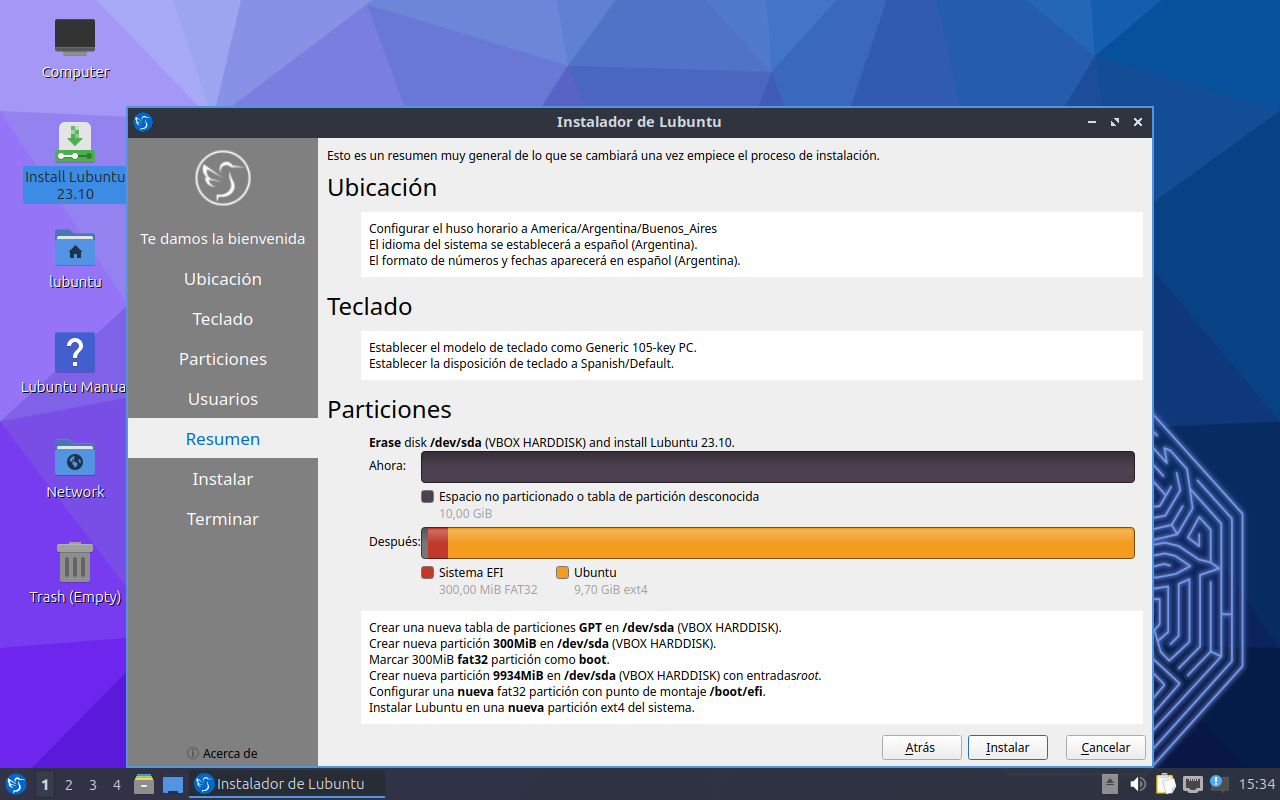 Computer
Install Lubuntu
23.10
lubuntu
Lubuntu Manua
Network
Trash (Empty)
Instalador de Lubuntu
Te damos la bienvenida
Ubicación
Teclado
Particiones
Usuarios
Resumen
Instalar
Terminar
Acerca de
Esto es un resumen muy general de lo que se cambiará una vez empiece el proceso de instalación.
Ubicación
Configurar el huso horario a America/Argentina/Buenos_Aires
El idioma del sistema se establecerá a español (Argentina).
El formato de números y fechas aparecerá en español (Argentina).
Teclado
Establecer el modelo de teclado como Generic 105-key PC.
Establecer la disposición de teclado a Spanish/Default.
Particiones
Erase disk /dev/sda (VBOX HARDDISK) and install Lubuntu 23.10.
Ahora:
Espacio no particionado o tabla de partición desconocida
10,00 GiB
Después:
Sistema EFI Ubuntu
300,00 MiB FAT32 9,70 GiB ext4
Crear una nueva tabla de particiones GPT en /dev/sda (VBOX HARDDISK).
Crear nueva partición 300MiB en /dev/sda (VBOX HARDDISK).
Marcar 300MiB fat32 partición como boot.
Crear nueva partición 9934MiB en /dev/sda (VBOX HARDDISK) con entradasroot.
Configurar una nueva fat32 partición con punto de montaje /boot/efi.
Instalar Lubuntu en una nueva partición ext4 del sistema.
Atrás Instalar Cancelar
1 2 3 4 Instalador de Lubuntu 15:34